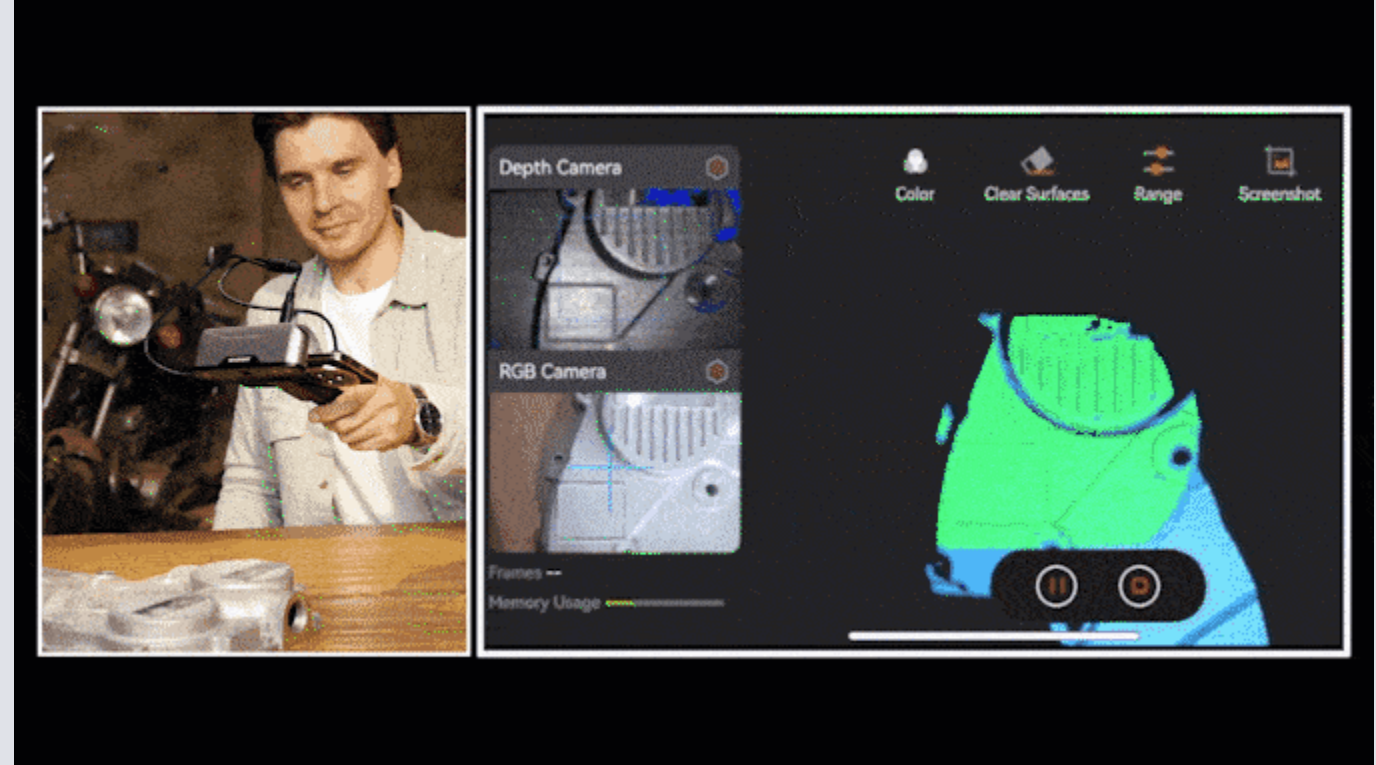 Depth Camera
Color
Clear Surfaces
Range
Screenshot
RGB Camera
Frames --
Memory Usage